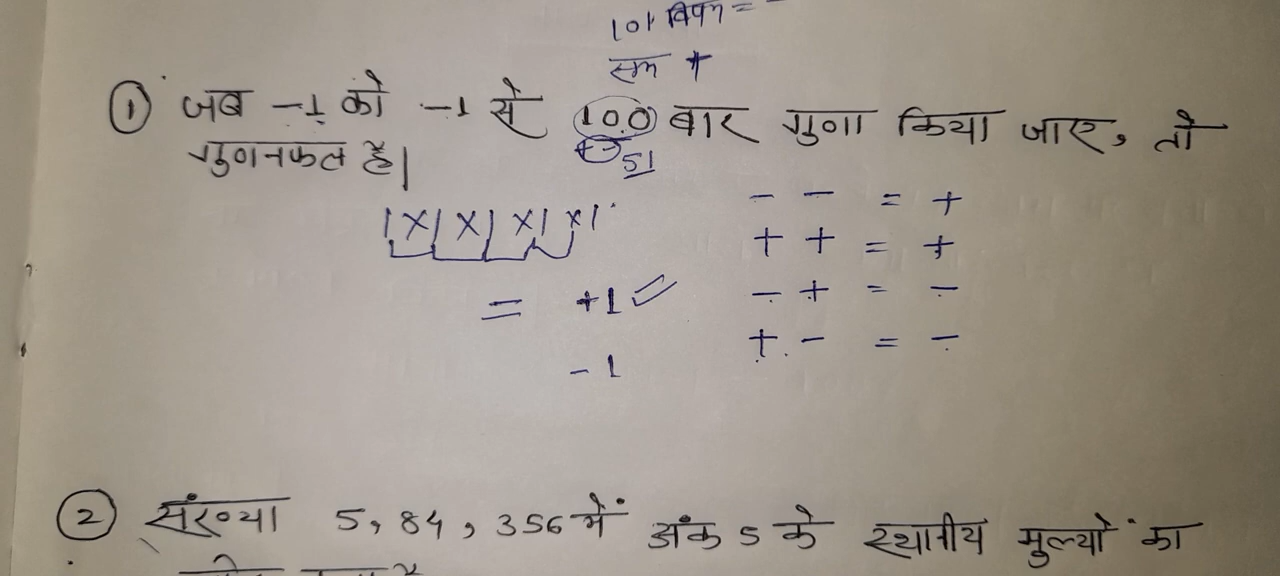 101 विषम = -
सम +
① जब -1 को -1 से 100 बार गुणा किया जाए, तो
51
गुणनफल है।
- - = +
1×1×1×1×1
+ + = +
= +1
- + = -
+ - = -
-1
② संख्या 5,84,356 में अंक 5 के स्थानीय मुल्यों का